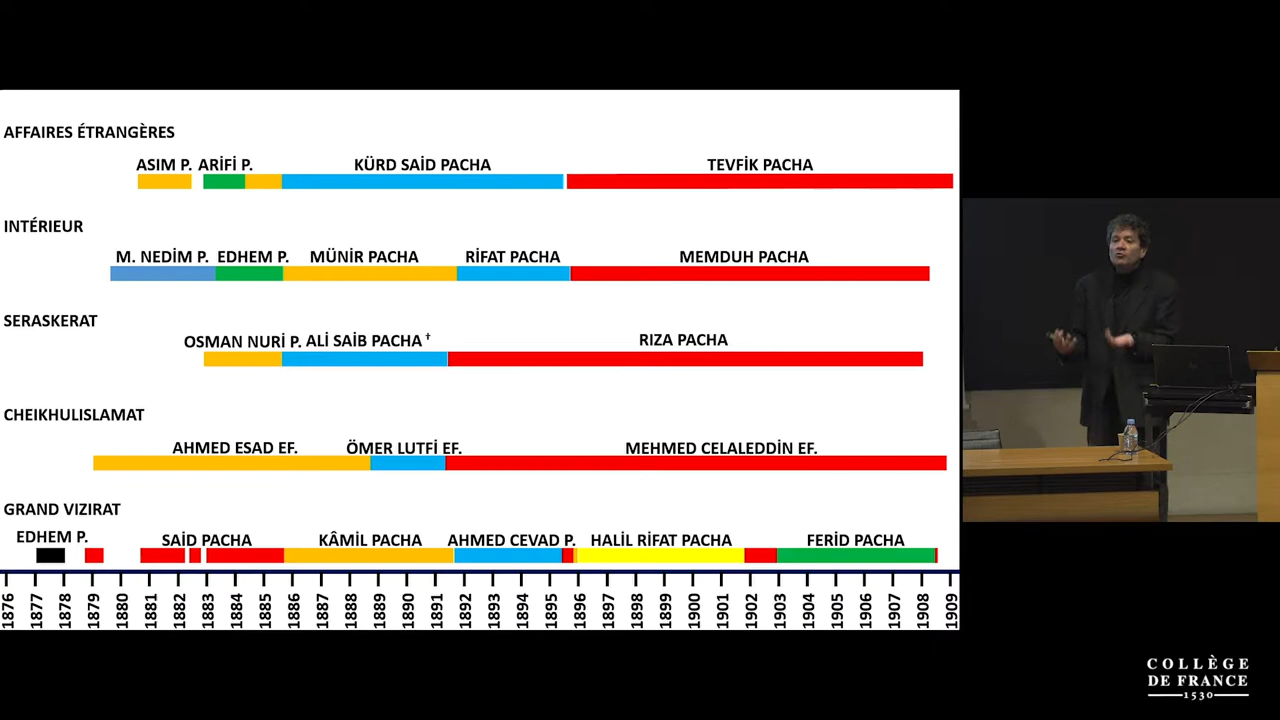 AFFAIRES ÉTRANGÈRES
ASIM P. ARİFİ P. KÜRD SAİD PACHA TEVFİK PACHA
INTÉRIEUR
M. NEDİM P. EDHEM P. MÜNİR PACHA RİFAT PACHA MEMDUH PACHA
SERASKERAT
OSMAN NURİ P. ALİ SAİB PACHA † RIZA PACHA
CHEIKHULISLAMAT
AHMED ESAD EF. ÖMER LUTFİ EF. MEHMED CELALEDDİN EF.
GRAND VIZIRAT
EDHEM P. SAİD PACHA KÂMİL PACHA AHMED CEVAD P. HALIL RİFAT PACHA FERİD PACHA
1876 1877 1878 1879 1880 1881 1882 1883 1884 1885 1886 1887 1888 1889 1890 1891 1892 1893 1894 1895 1896 1897 1898 1899 1900 1901 1902 1903 1904 1905 1906 1907 1908 1909
COLLÈGE
DE FRANCE
1530